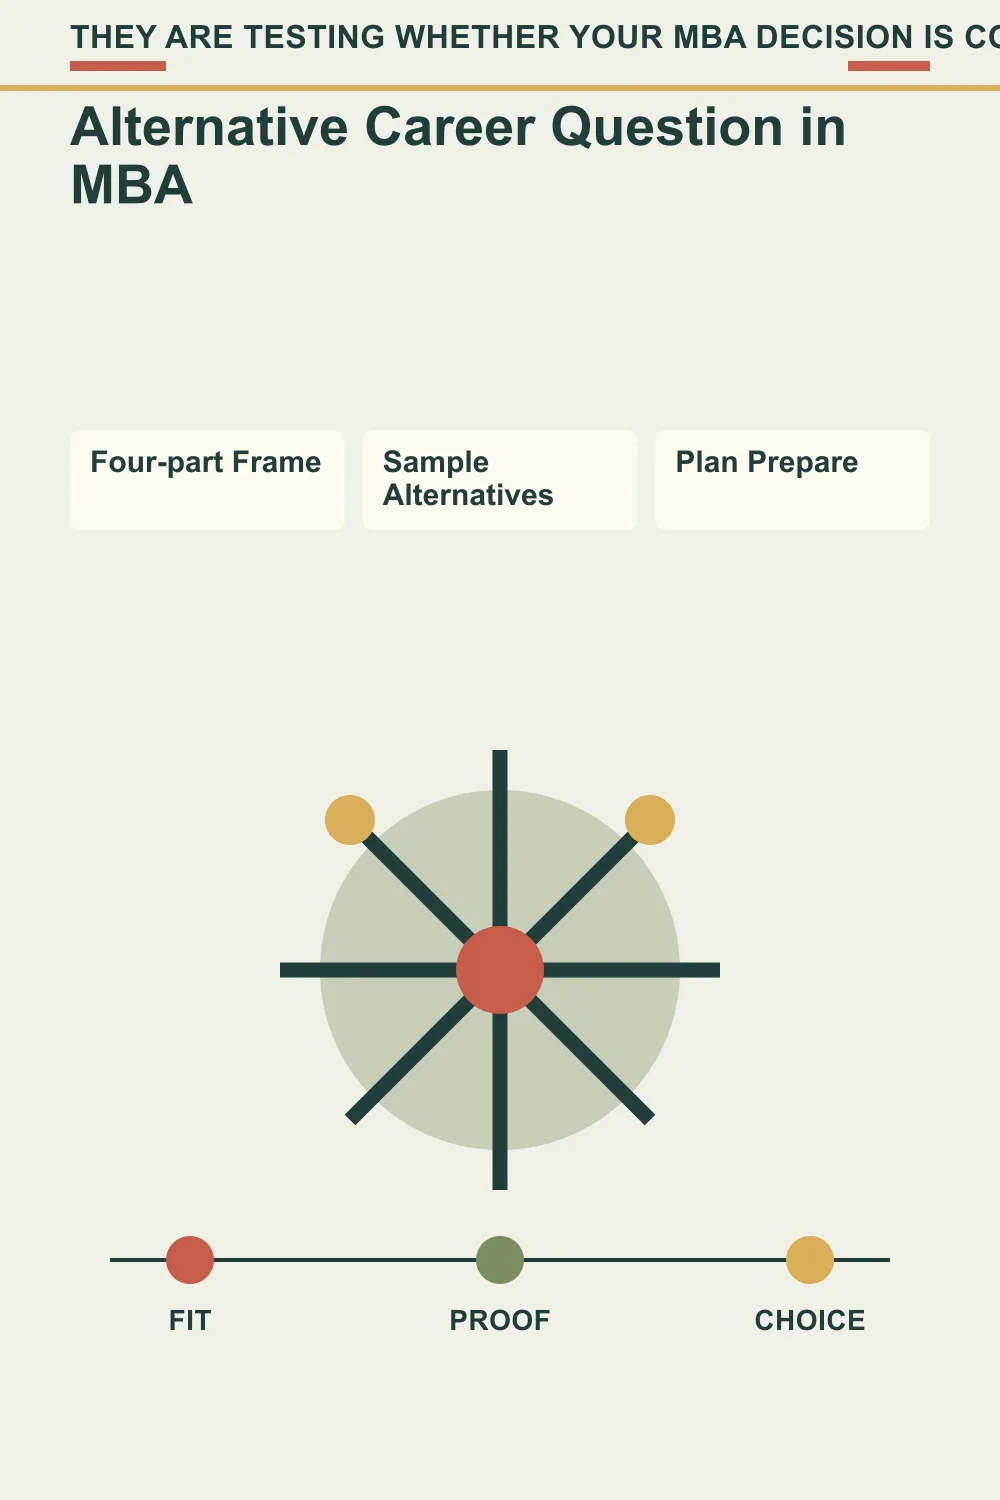 THEY ARE TESTING WHETHER YOUR MBA DECISION IS
Alternative Career Question in
MBA
Four-part Frame
Sample
Alternatives
Plan Prepare
FIT
PROOF
CHOICE